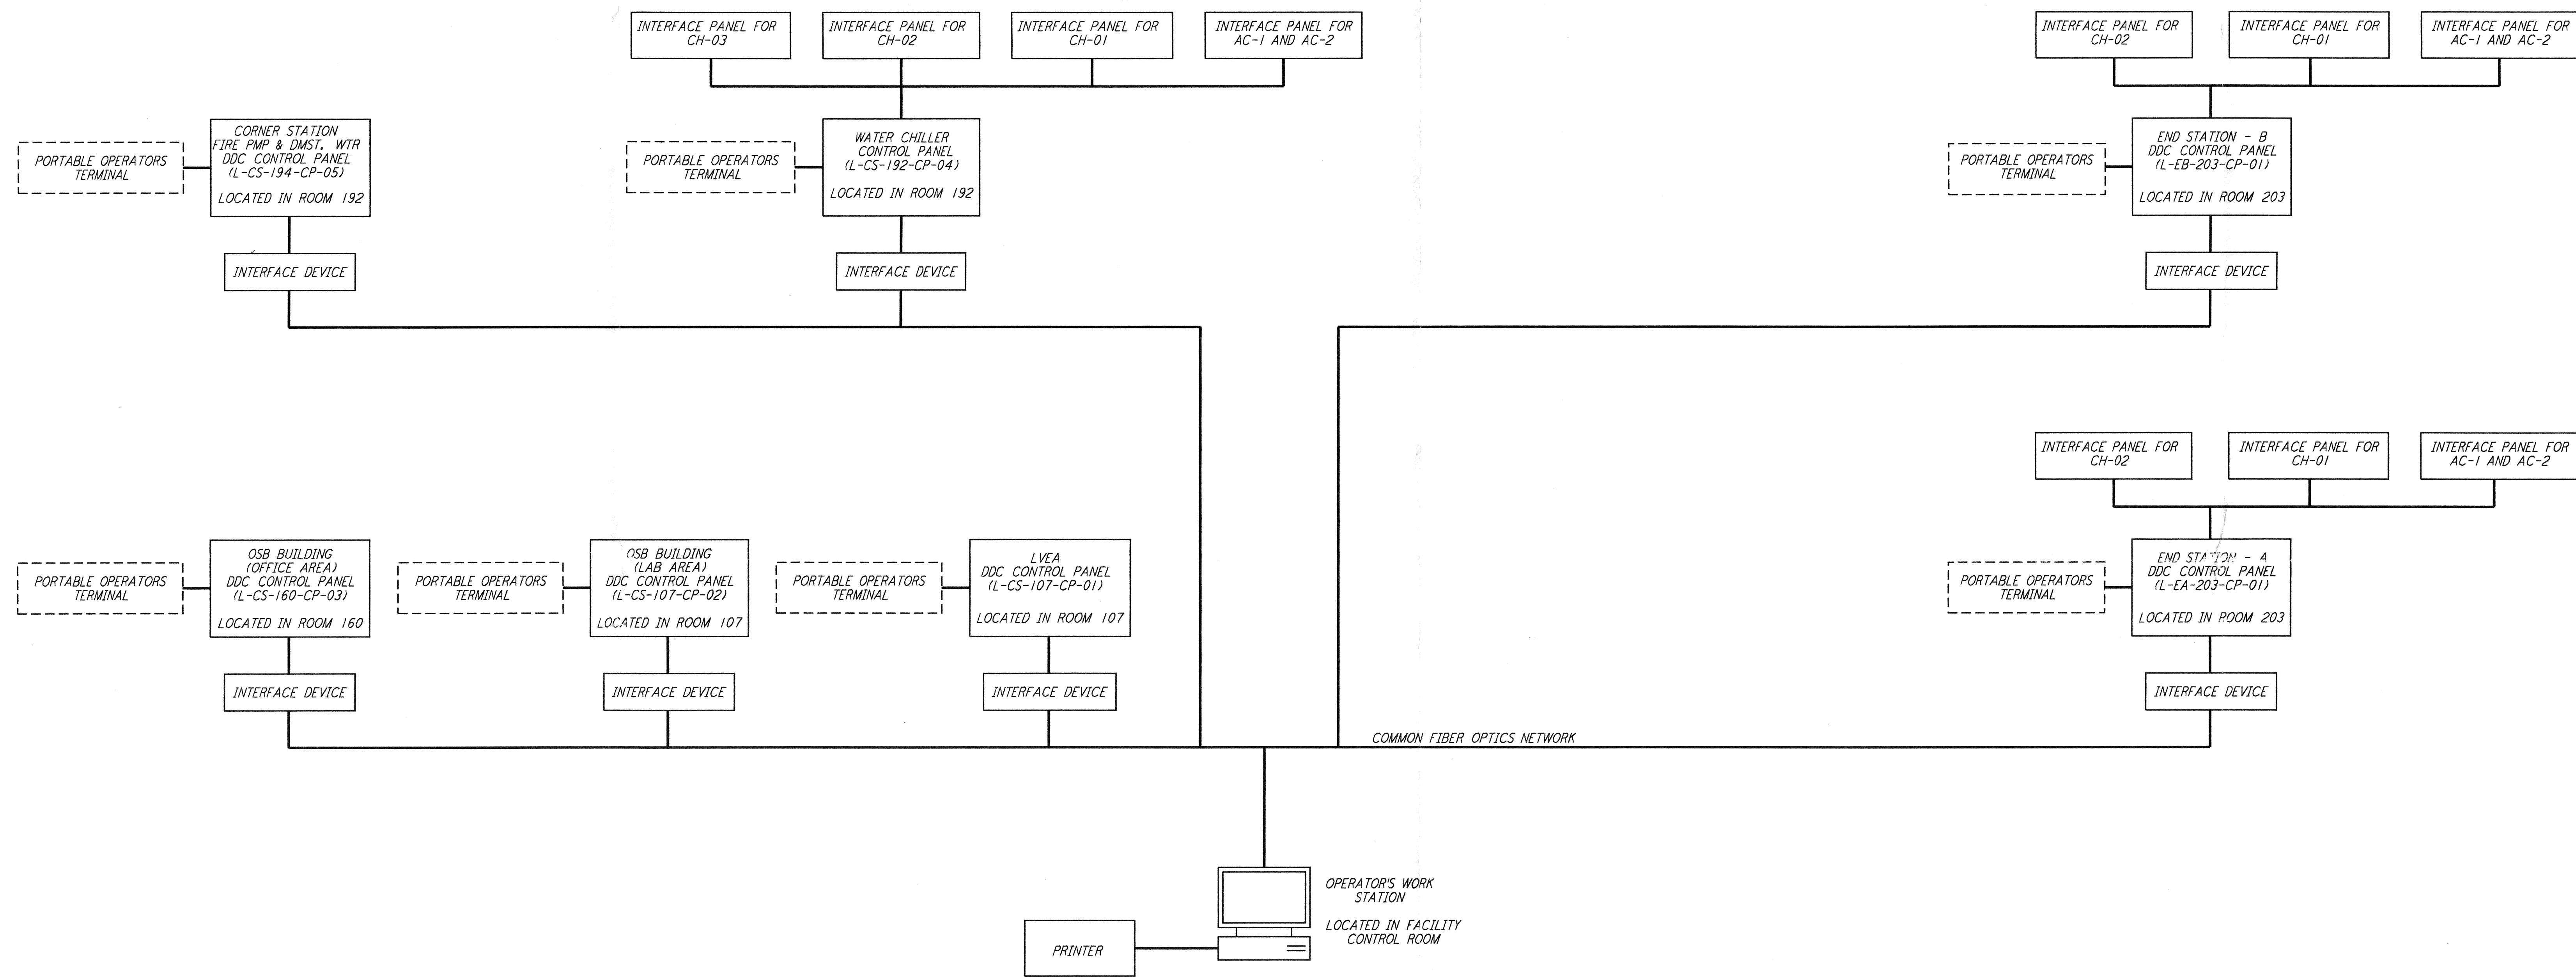 INTERFACE PANEL FOR
CH-03
INTERFACE PANEL FOR
CH-02
INTERFACE PANEL FOR
CH-01
INTERFACE PANEL FOR
AC-1 AND AC-2
INTERFACE PANEL FOR
CH-02
INTERFACE PANEL FOR
CH-01
INTERFACE PANEL FOR
AC-1 AND AC-2
PORTABLE OPERATORS
TERMINAL
CORNER STATION
FIRE PMP & DMST. WTR
DDC CONTROL PANEL
(L-CS-194-CP-05)
LOCATED IN ROOM 192
PORTABLE OPERATORS
TERMINAL
WATER CHILLER
CONTROL PANEL
(L-CS-192-CP-04)
LOCATED IN ROOM 192
PORTABLE OPERATORS
TERMINAL
END STATION - B
DDC CONTROL PANEL
(L-EB-203-CP-01)
LOCATED IN ROOM 203
INTERFACE DEVICE
INTERFACE DEVICE
INTERFACE DEVICE
INTERFACE PANEL FOR
CH-02
INTERFACE PANEL FOR
CH-01
INTERFACE PANEL FOR
AC-1 AND AC-2
PORTABLE OPERATORS
TERMINAL
OSB BUILDING
(OFFICE AREA)
DDC CONTROL PANEL
(L-CS-160-CP-03)
LOCATED IN ROOM 160
PORTABLE OPERATORS
TERMINAL
OSB BUILDING
(LAB AREA)
DDC CONTROL PANEL
(L-CS-107-CP-02)
LOCATED IN ROOM 107
PORTABLE OPERATORS
TERMINAL
LVEA
DDC CONTROL PANEL
(L-CS-107-CP-01)
LOCATED IN ROOM 107
PORTABLE OPERATORS
TERMINAL
END STATION - A
DDC CONTROL PANEL
(L-EA-203-CP-01)
LOCATED IN ROOM 203
INTERFACE DEVICE
INTERFACE DEVICE
INTERFACE DEVICE
INTERFACE DEVICE
COMMON FIBER OPTICS NETWORK
OPERATOR'S WORK
STATION
LOCATED IN FACILITY
CONTROL ROOM
PRINTER